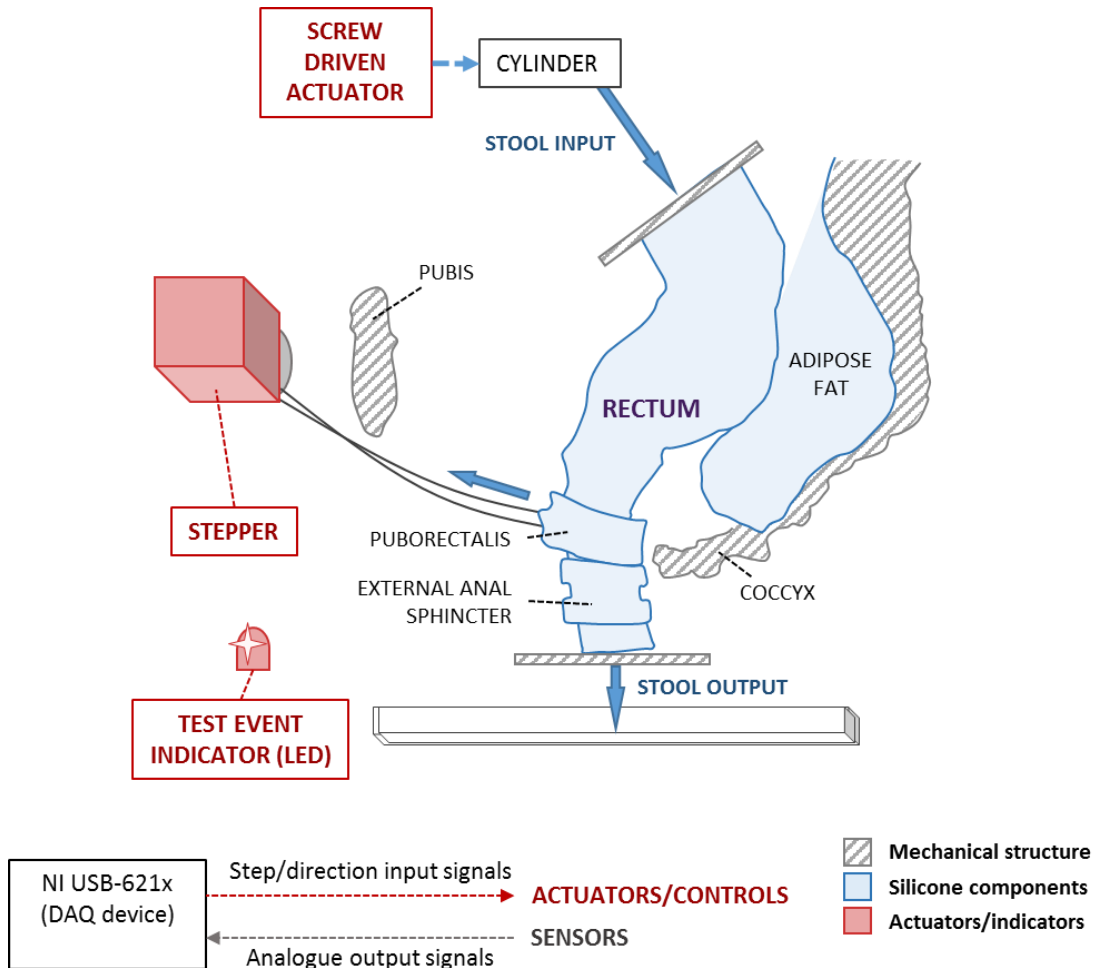 SCREW
DRIVEN
ACTUATOR
CYLINDER
STOOL INPUT
PUBIS
ADIPOSE
FAT
RECTUM
STEPPER
PUBORECTALIS
EXTERNAL ANAL
SPHINCTER
COCCYX
STOOL OUTPUT
TEST EVENT
INDICATOR (LED)
NI USB-621x
(DAQ device)
Step/direction input signals
ACTUATORS/CONTROLS
SENSORS
Analogue output signals
Mechanical structure
Silicone components
Actuators/indicators